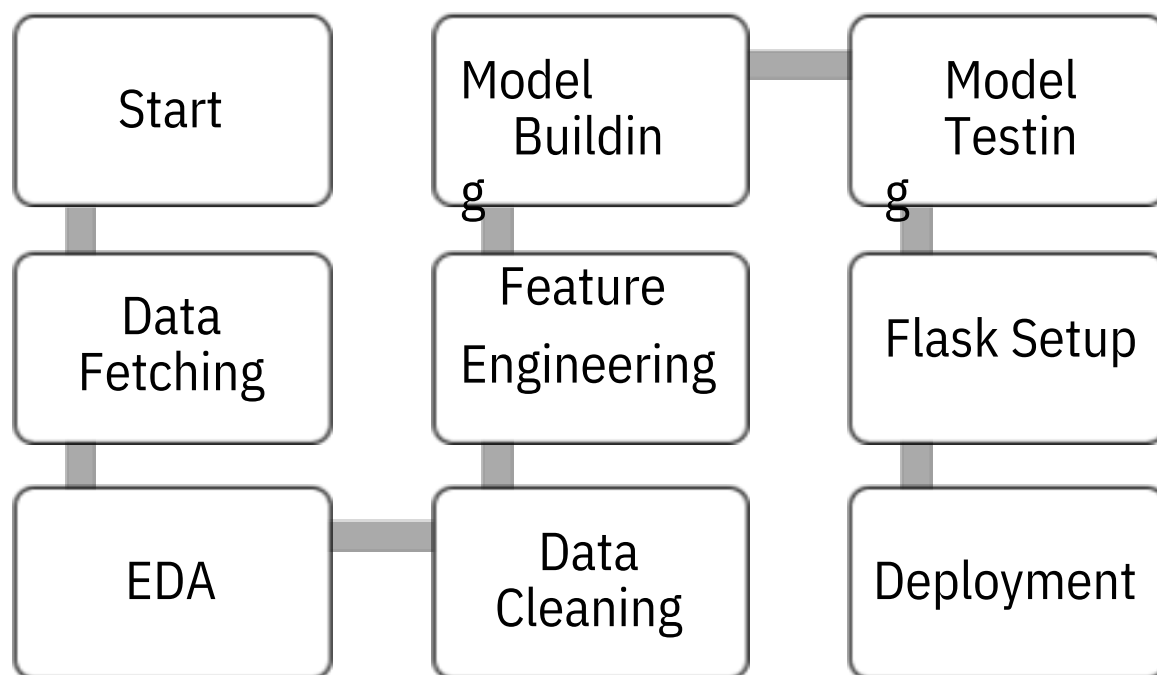 Start
Data
Fetching
EDA
Model
Buildin
g
Feature
Engineering
Data
Cleaning
Model
Testin
g
Flask Setup
Deployment